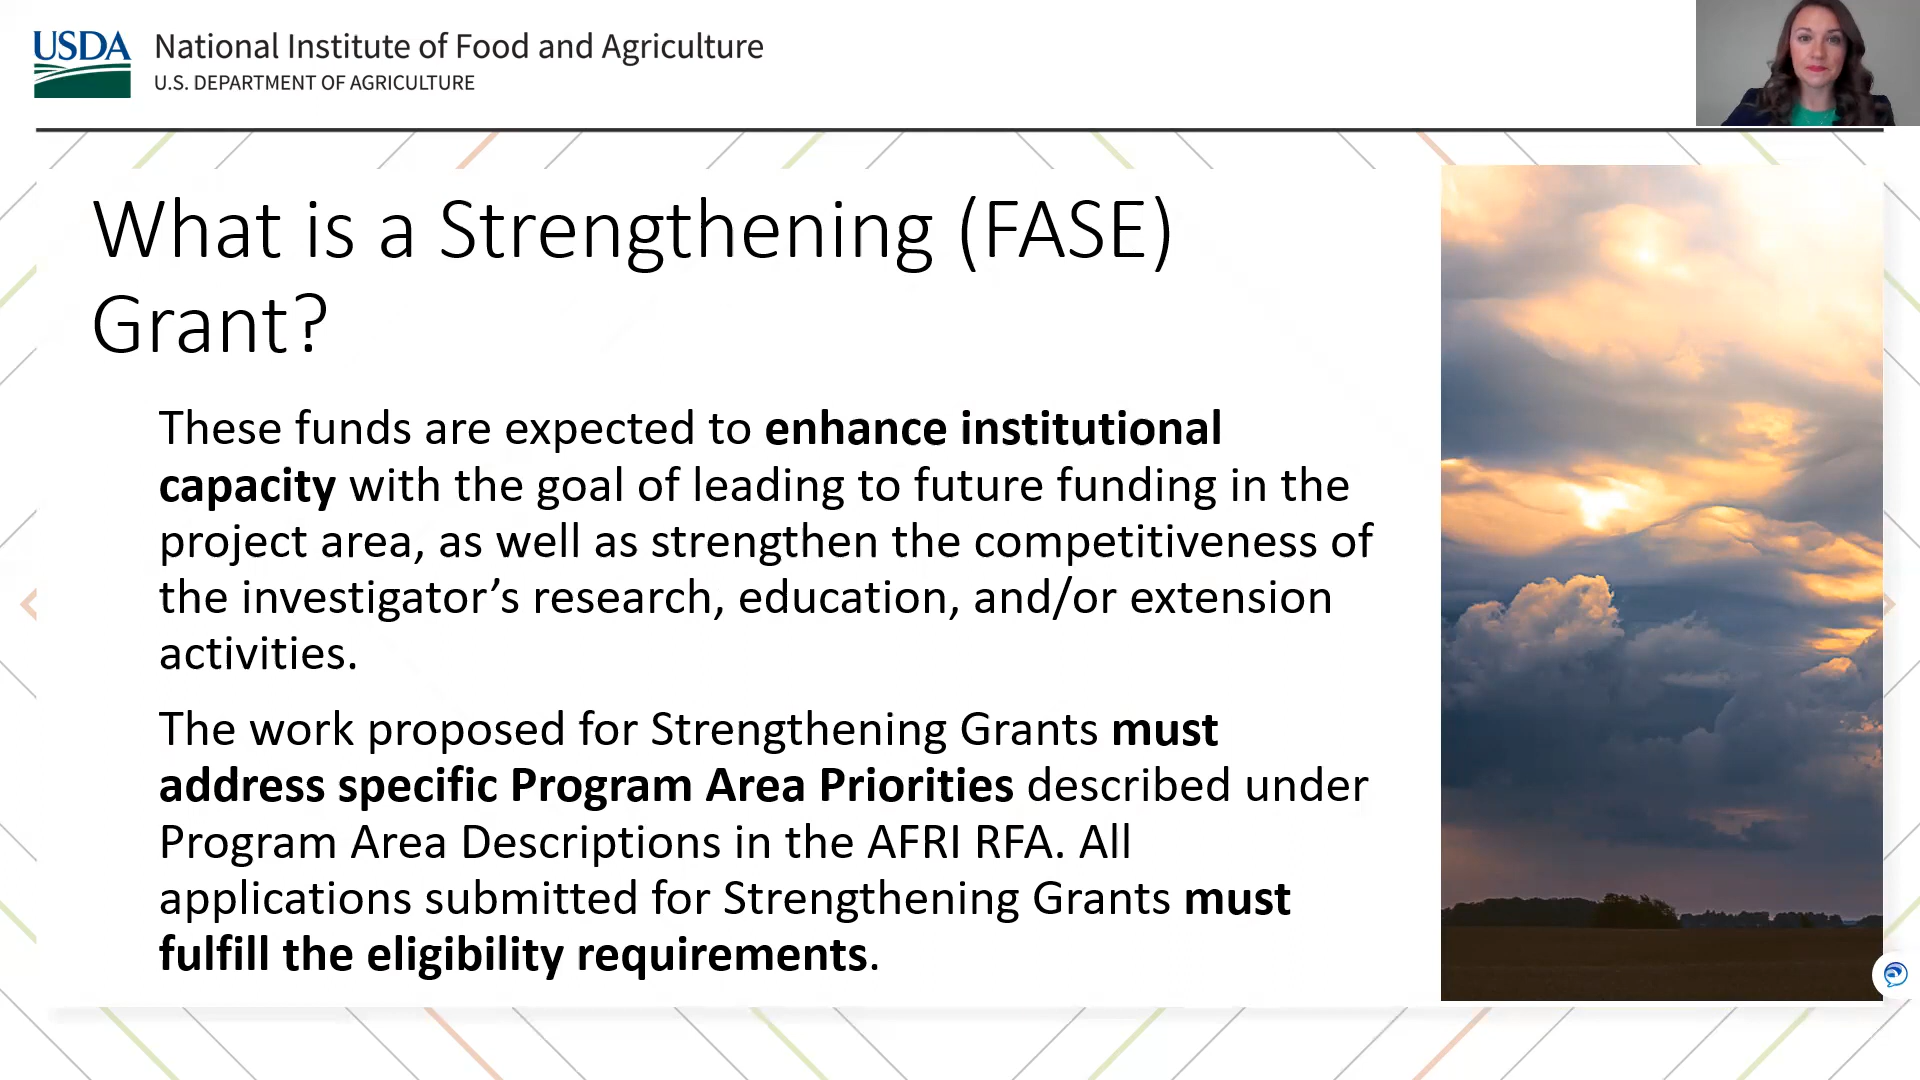 USDA
National Institute of Food and Agriculture
U.S. DEPARTMENT OF AGRICULTURE
What is a Strengthening (FASE)
Grant?
These funds are expected to enhance institutional
capacity with the goal of leading to future funding in the
project area, as well as strengthen the competitiveness of
the investigator’s research, education, and/or extension
activities.
The work proposed for Strengthening Grants must
address specific Program Area Priorities described under
Program Area Descriptions in the AFRI RFA. All
applications submitted for Strengthening Grants must
fulfill the eligibility requirements.